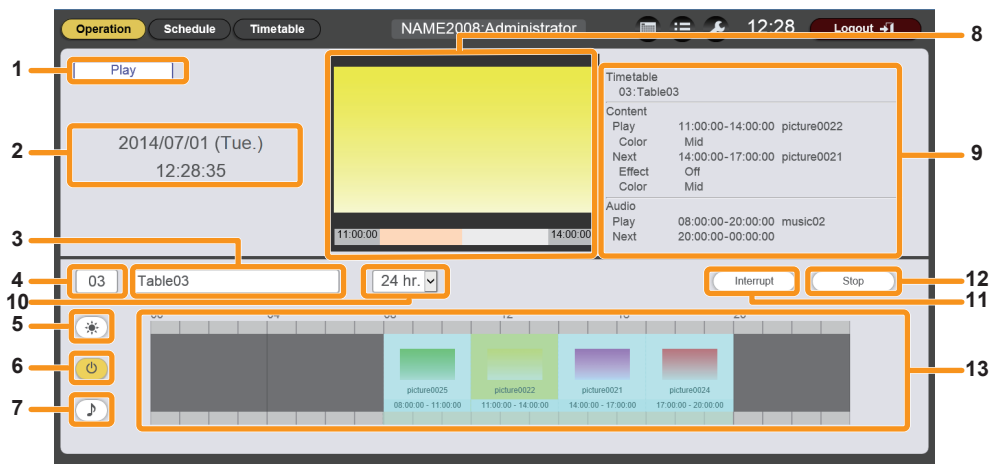 Operation Schedule Timetable NAME2008:Administrator 12:28 Logout
8
1 Play
Timetable
03:Table03
Content
Play 11:00:00-14:00:00 picture0022
Color Mid
Next 14:00:00-17:00:00 picture0021
Effect Off
Color Mid
Audio
Play 08:00:00-20:00:00 music02
Next 20:00:00-00:00:00
9
2 2014/07/01 (Tue.)
12:28:35
11:00:00 14:00:00
3
4 03 Table03 24 hr. Interrupt Stop 12
10 11
5
6
7
13
picture0025 picture0022 picture0021 picture0024
08:00:00 - 11:00:00 11:00:00 - 14:00:00 14:00:00 - 17:00:00 17:00:00 - 20:00:00